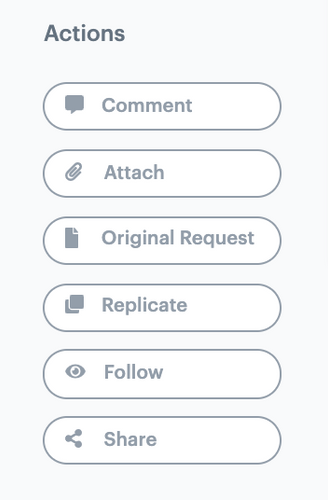 Actions
Comment
Attach
Original Request
Replicate
Follow
Share